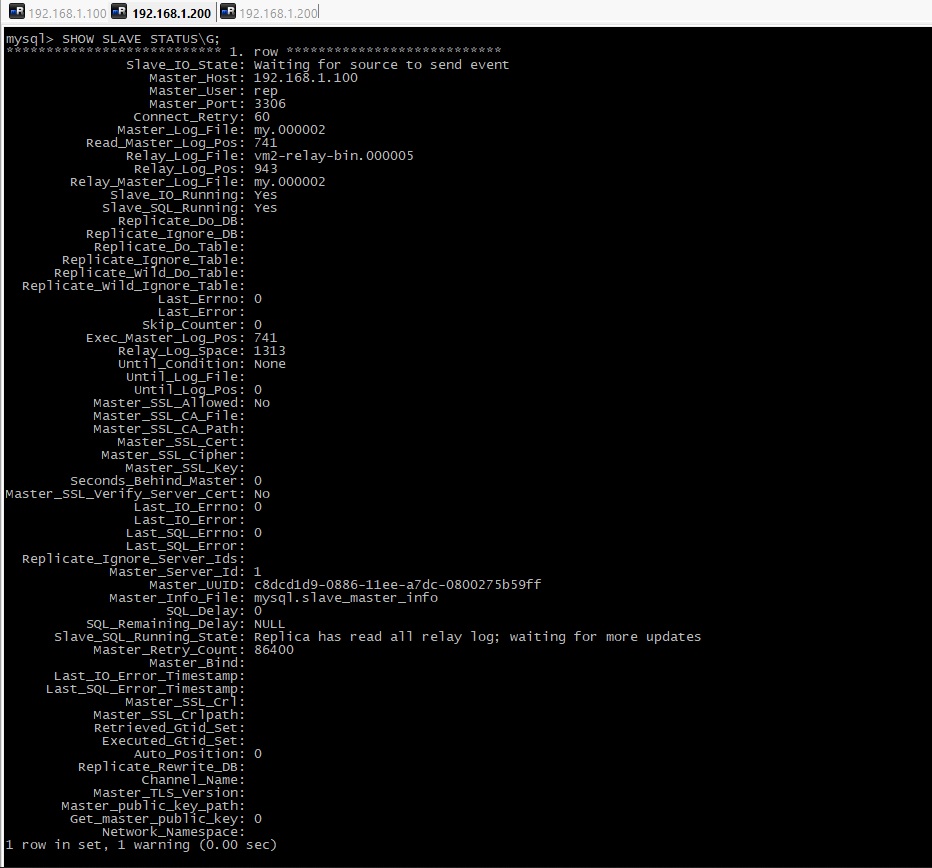 192.168.1.100 192.168.1.200 192.168.1.200
mysql> SHOW SLAVE STATUS\G;
*************************** 1. row ***************************
Slave_IO_State: Waiting for source to send event
Master_Host: 192.168.1.100
Master_User: rep
Master_Port: 3306
Connect_Retry: 60
Master_Log_File: my.000002
Read_Master_Log_Pos: 741
Relay_Log_File: vm2-relay-bin.000005
Relay_Log_Pos: 943
Relay_Master_Log_File: my.000002
Slave_IO_Running: Yes
Slave_SQL_Running: Yes
Replicate_Do_DB:
Replicate_Ignore_DB:
Replicate_Do_Table:
Replicate_Ignore_Table:
Replicate_Wild_Do_Table:
Replicate_Wild_Ignore_Table:
Last_Errno: 0
Last_Error:
Skip_Counter: 0
Exec_Master_Log_Pos: 741
Relay_Log_Space: 1313
Until_Condition: None
Until_Log_File:
Until_Log_Pos: 0
Master_SSL_Allowed: No
Master_SSL_CA_File:
Master_SSL_CA_Path:
Master_SSL_Cert:
Master_SSL_Cipher:
Master_SSL_Key:
Seconds_Behind_Master: 0
Master_SSL_Verify_Server_Cert: No
Last_IO_Errno: 0
Last_IO_Error:
Last_SQL_Errno: 0
Last_SQL_Error:
Replicate_Ignore_Server_Ids:
Master_Server_Id: 1
Master_UUID: c8dcd1d9-0886-11ee-a7dc-0800275b59ff
Master_Info_File: mysql.slave_master_info
SQL_Delay: 0
SQL_Remaining_Delay: NULL
Slave_SQL_Running_State: Replica has read all relay log; waiting for more updates
Master_Retry_Count: 86400
Master_Bind:
Last_IO_Error_Timestamp:
Last_SQL_Error_Timestamp:
Master_SSL_Crl:
Master_SSL_Crlpath:
Retrieved_Gtid_Set:
Executed_Gtid_Set:
Auto_Position: 0
Replicate_Rewrite_DB:
Channel_Name:
Master_TLS_Version:
Master_public_key_path:
Get_master_public_key: 0
Network_Namespace:
1 row in set, 1 warning (0.00 sec)